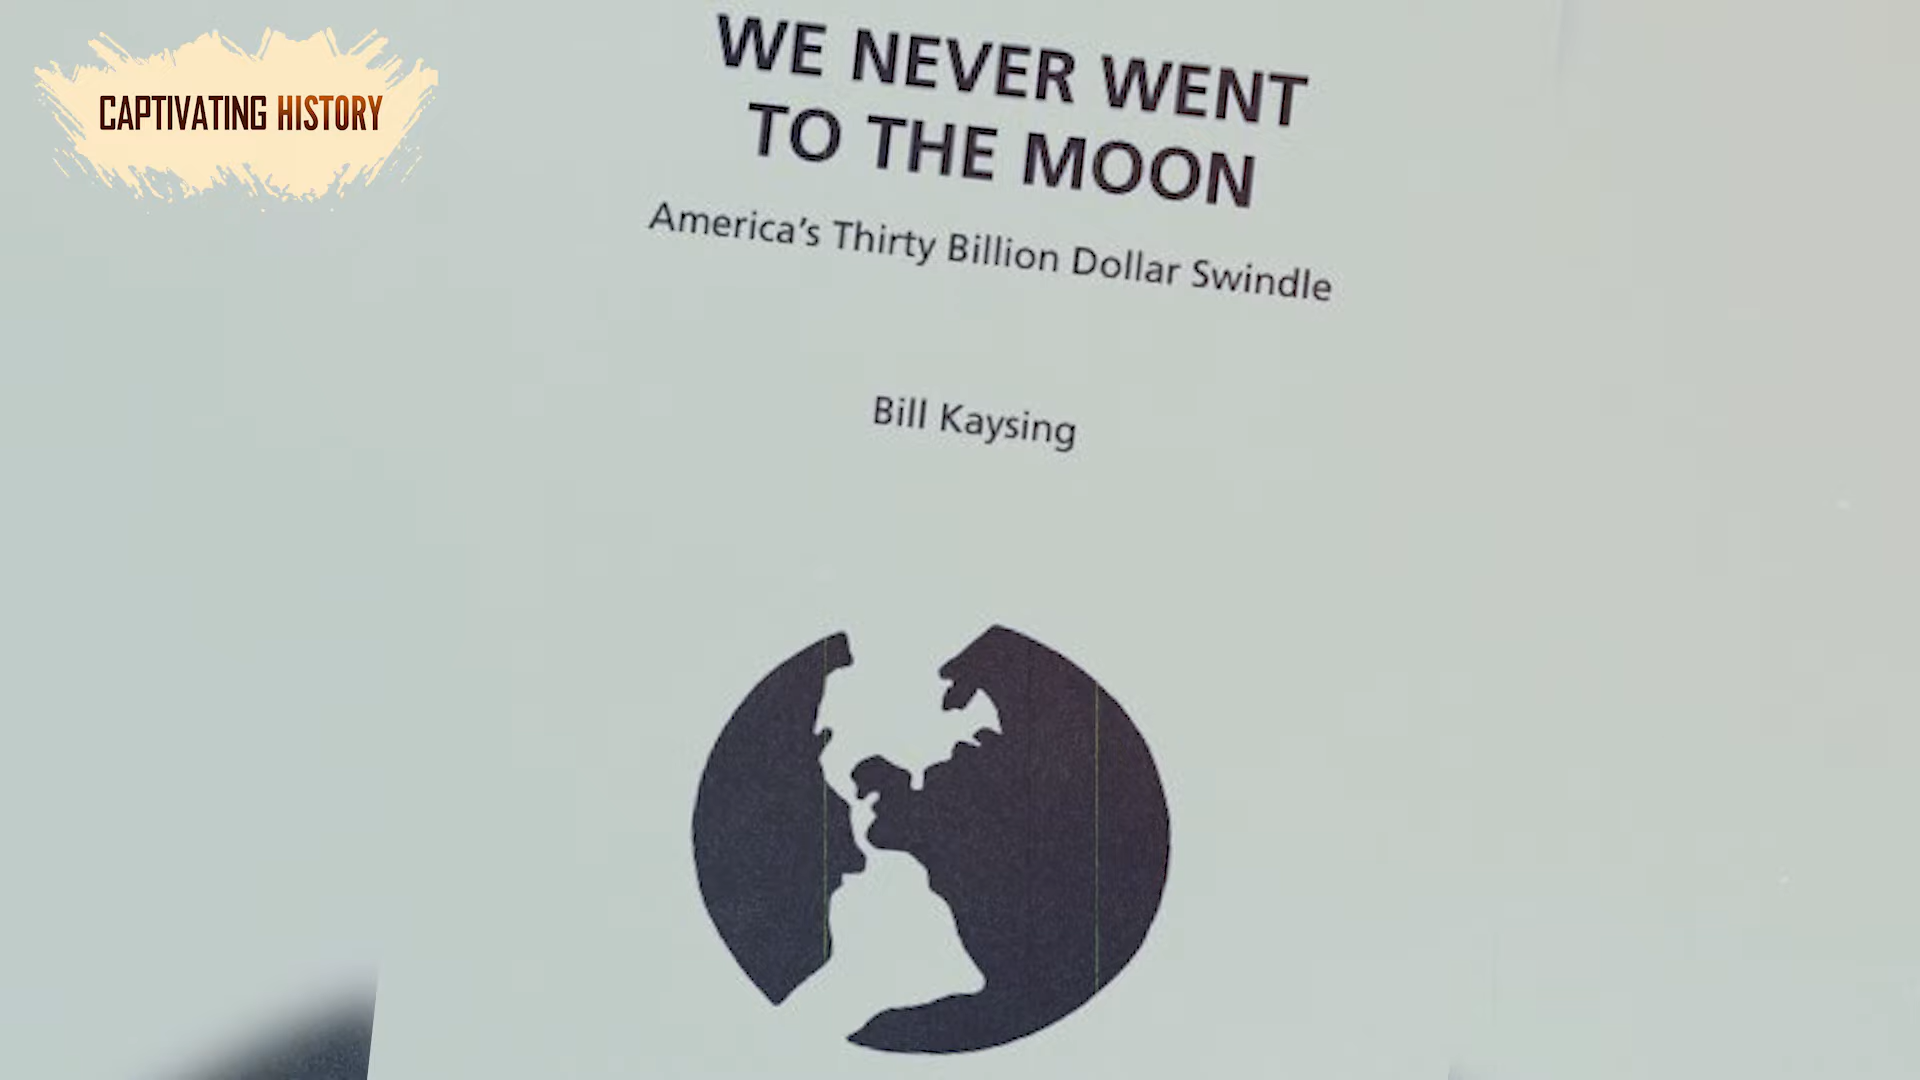 CAPTIVATING HISTORY
WE NEVER WENT
TO THE MOON
America's Thirty Billion Dollar Swindle
Bill Kaysing